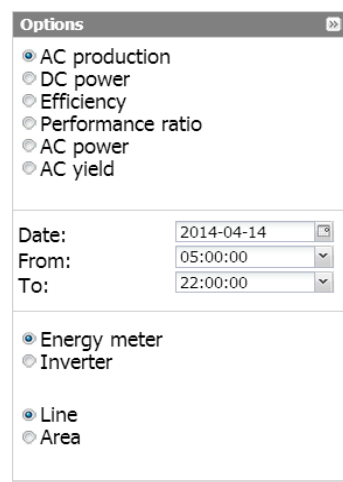 Options
AC production
DC power
Efficiency
Performance ratio
AC power
AC yield
Date: 2014-04-14
From: 05:00:00
To: 22:00:00
Energy meter
Inverter
Line
Area